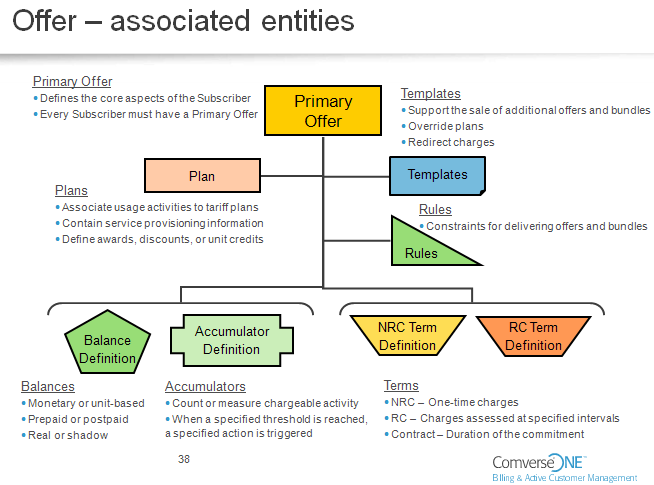 Offer – associated entities
Primary Offer
• Defines the core aspects of the Subscriber
• Every Subscriber must have a Primary Offer
Primary
Offer
Templates
• Support the sale of additional offers and bundles
• Override plans
• Redirect charges
Plan
Templates
Plans
• Associate usage activities to tariff plans
• Contain service provisioning information
• Define awards, discounts, or unit credits
Rules
• Constraints for delivering offers and bundles
Rules
Balance
Definition
Accumulator
Definition
NRC Term
Definition
RC Term
Definition
Balances
• Monetary or unit-based
• Prepaid or postpaid
• Real or shadow
Accumulators
• Count or measure chargeable activity
• When a specified threshold is reached,
a specified action is triggered
Terms
• NRC – One-time charges
• RC – Charges assessed at specified intervals
• Contract – Duration of the commitment
38
Comverse ONE™
Billing & Active Customer Management